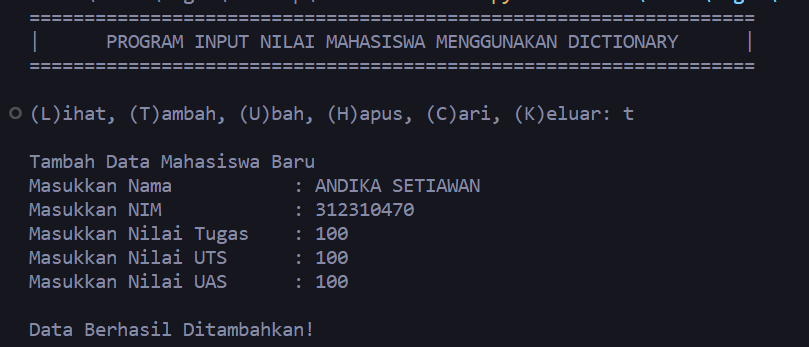 ==================================================================
|      PROGRAM INPUT NILAI MAHASISWA MENGGUNAKAN DICTIONARY      |
==================================================================
(L)ihat, (T)ambah, (U)bah, (H)apus, (C)ari, (K)eluar: t
Tambah Data Mahasiswa Baru
Masukkan Nama           : ANDIKA SETIAWAN
Masukkan NIM            : 312310470
Masukkan Nilai Tugas    : 100
Masukkan Nilai UTS      : 100
Masukkan Nilai UAS      : 100
Data Berhasil Ditambahkan!